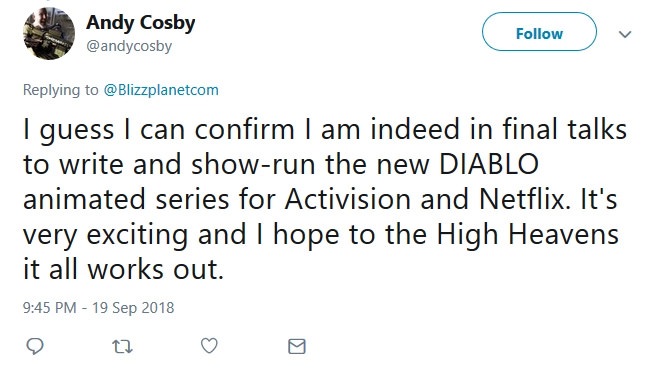 Andy Cosby
@andycosby
Follow
Replying to @Blizzplanetcom
I guess I can confirm I am indeed in final talks
to write and show-run the new DIABLO
animated series for Activision and Netflix. It's
very exciting and I hope to the High Heavens
it all works out.
9:45 PM - 19 Sep 2018